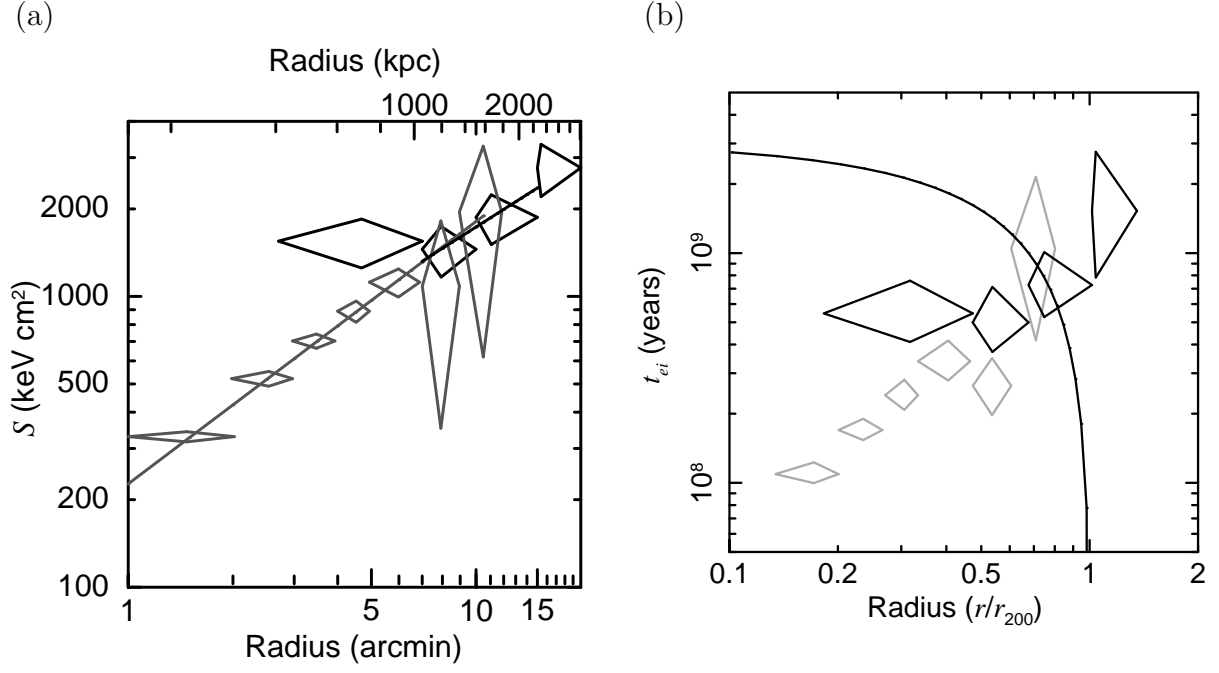 (a)
Radius (kpc)
1000 2000
S (keV cm²)
2000
1000
500
200
100
1 5 10 15
Radius (arcmin)
(b)
t_ei (years)
10⁹
10⁸
0.1 0.2 0.5 1 2
Radius (r/r₂₀₀)